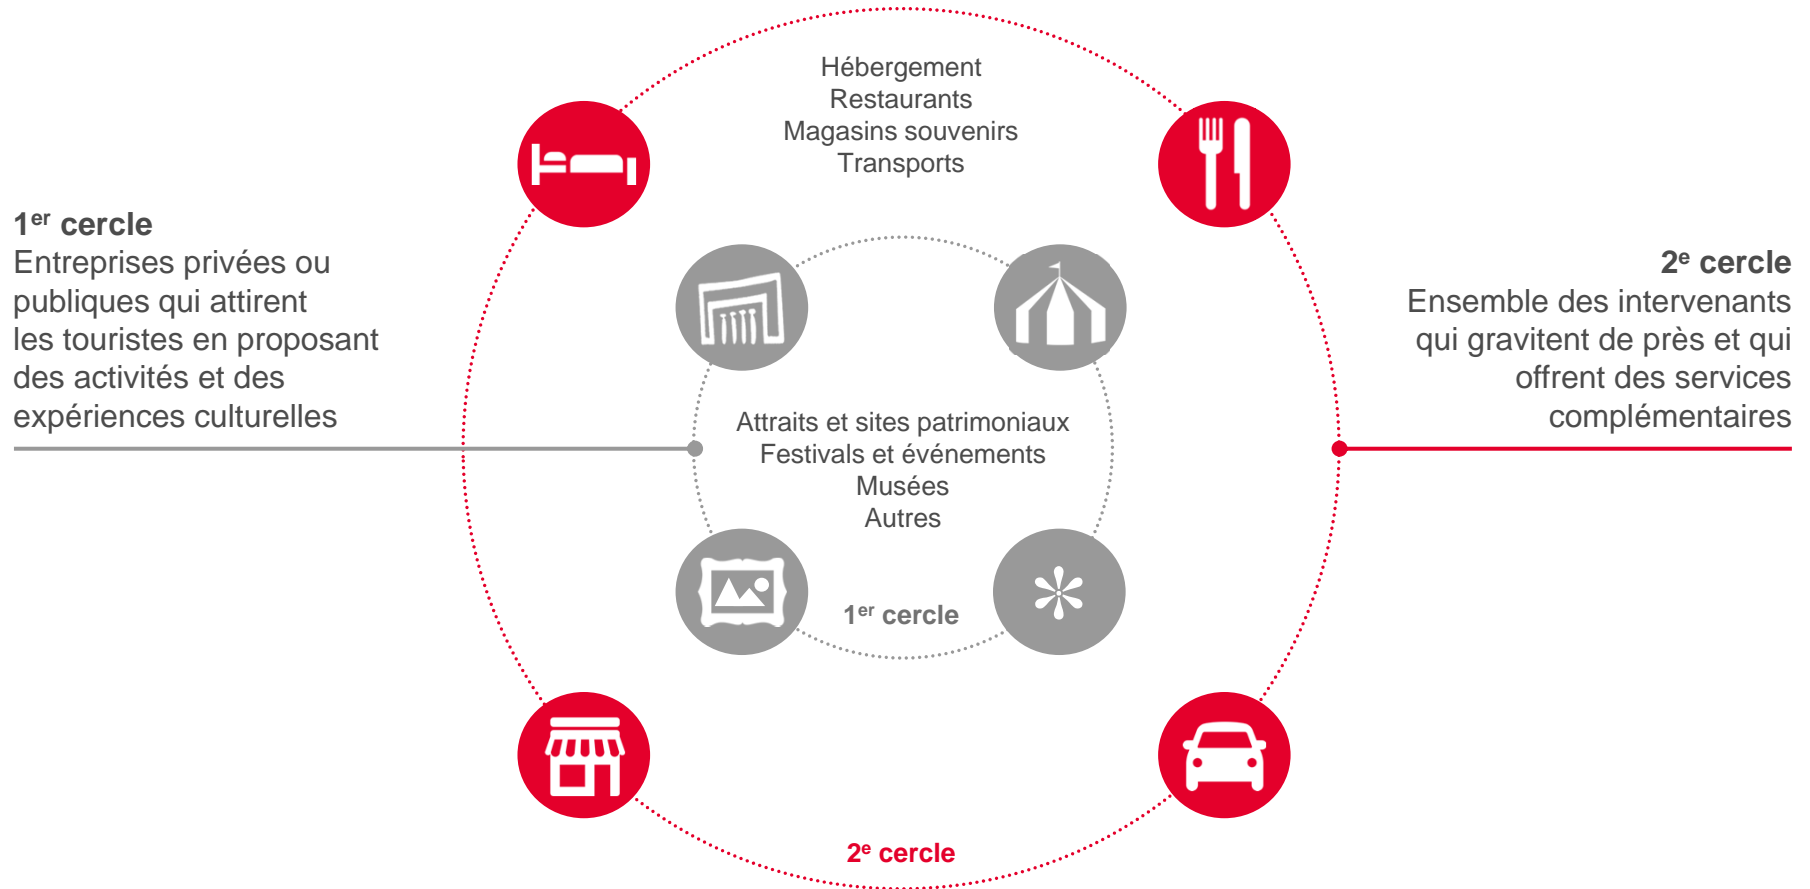 Hébergement
Restaurants
Magasins souvenirs
Transports
1er cercle
Entreprises privées ou
publiques qui attirent
les touristes en proposant
des activités et des
expériences culturelles
2e cercle
Ensemble des intervenants
qui gravitent de près et qui
offrent des services
complémentaires
Attraits et sites patrimoniaux
Festivals et événements
Musées
Autres
1er cercle
2e cercle